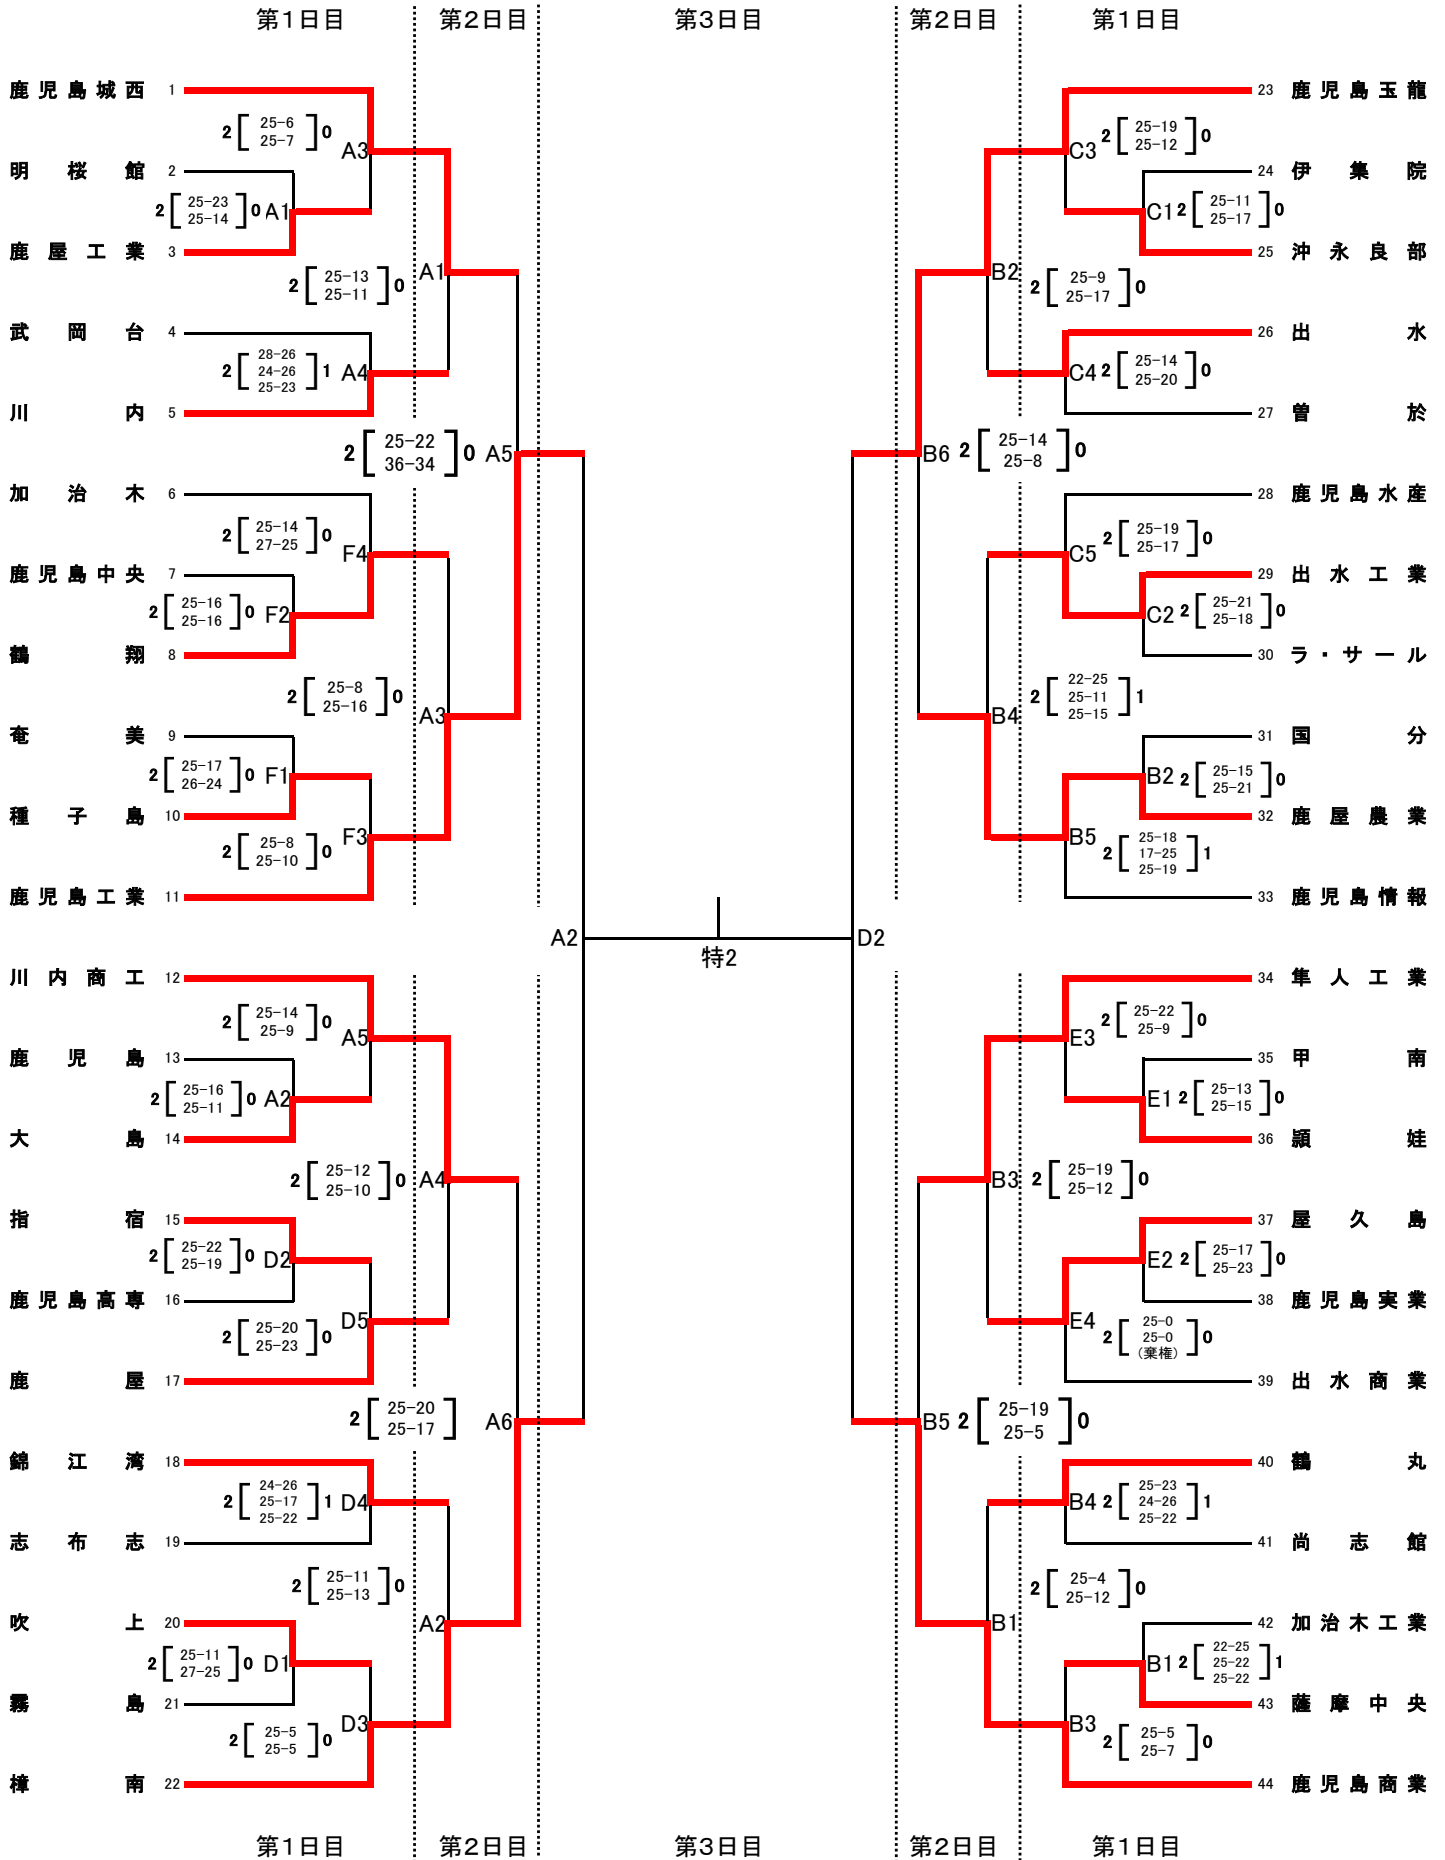 第1日目 第2日目 第3日目 第2日目 第1日目
鹿児島城西 1
2 [ 25-6 25-7 ] 0
A3
明桜館 2
2 [ 25-23 25-14 ] 0 A1
鹿屋工業 3
2 [ 25-13 25-11 ] 0
A1
武岡台 4
2 [ 28-26 24-26 25-23 ] 1 A4
川内 5
2 [ 25-22 36-34 ] 0 A5
加治木 6
2 [ 25-14 27-25 ] 0
F4
鹿児島中央 7
2 [ 25-16 25-16 ] 0 F2
鶴翔 8
2 [ 25-8 25-16 ] 0
A3
奄美 9
2 [ 25-17 26-24 ] 0 F1
種子島 10
2 [ 25-8 25-10 ] 0
F3
鹿児島工業 11
A2
特2
D2
川内商工 12
2 [ 25-14 25-9 ] 0
A5
鹿児島 13
2 [ 25-16 25-11 ] 0 A2
大島 14
2 [ 25-12 25-10 ] 0 A4
指宿 15
2 [ 25-22 25-19 ] 0 D2
鹿児島高専 16
2 [ 25-20 25-23 ] 0
D5
鹿屋 17
2 [ 25-20 25-17 ] A6
錦江湾 18
2 [ 24-26 25-17 25-22 ] 1 D4
志布志 19
2 [ 25-11 25-13 ] 0
A2
吹上 20
2 [ 25-11 27-25 ] 0 D1
霧島 21
2 [ 25-5 25-5 ] 0
D3
樟南 22
23 鹿児島玉龍
C3 2 [ 25-19 25-12 ] 0
24 伊集院
C1 2 [ 25-11 25-17 ] 0
25 沖永良部
B2 2 [ 25-9 25-17 ] 0
26 出水
C4 2 [ 25-14 25-20 ] 0
27 曽於
B6 2 [ 25-14 25-8 ] 0
28 鹿児島水産
C5 2 [ 25-19 25-17 ] 0
29 出水工業
C2 2 [ 25-21 25-18 ] 0
30 ラ・サール
B4 2 [ 22-25 25-11 25-15 ] 1
31 国分
B2 2 [ 25-15 25-21 ] 0
32 鹿屋農業
B5 2 [ 25-18 17-25 25-19 ] 1
33 鹿児島情報
34 隼人工業
E3 2 [ 25-22 25-9 ] 0
35 甲南
E1 2 [ 25-13 25-15 ] 0
36 頴娃
B3 2 [ 25-19 25-12 ] 0
37 屋久島
E2 2 [ 25-17 25-23 ] 0
38 鹿児島実業
E4 2 [ 25-0 25-0 (棄権) ] 0
39 出水商業
B5 2 [ 25-19 25-5 ] 0
40 鶴丸
B4 2 [ 25-23 24-26 25-22 ] 1
41 尚志館
B1 2 [ 25-4 25-12 ] 0
42 加治木工業
B1 2 [ 22-25 25-22 25-22 ] 1
43 薩摩中央
B3 2 [ 25-5 25-7 ] 0
44 鹿児島商業
第1日目 第2日目 第3日目 第2日目 第1日目